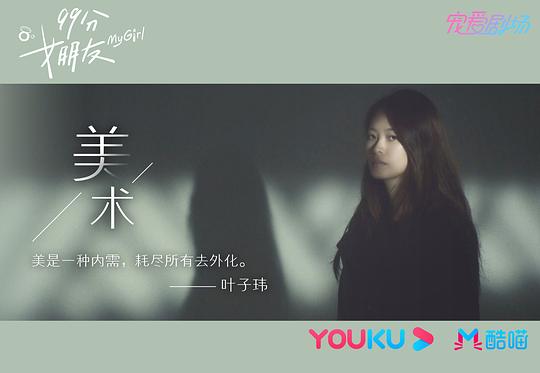 99分
女朋友 MyGirl
宠爱剧场
美
术
美是一种内需，耗尽所有去外化。
—— 叶子玮
YOUKU
酷喵